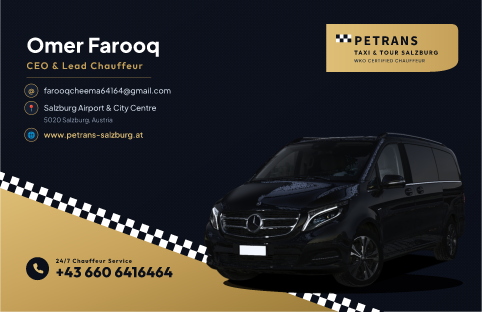 Omer Farooq
CEO & Lead Chauffeur
@ farooqcheema64164@gmail.com
Salzburg Airport & City Centre
5020 Salzburg, Austria
www.petrans-salzburg.at
PETRANS
TAXI & TOUR SALZBURG
WKO CERTIFIED CHAUFFEUR
24/7 Chauffeur Service
+43 660 6416464